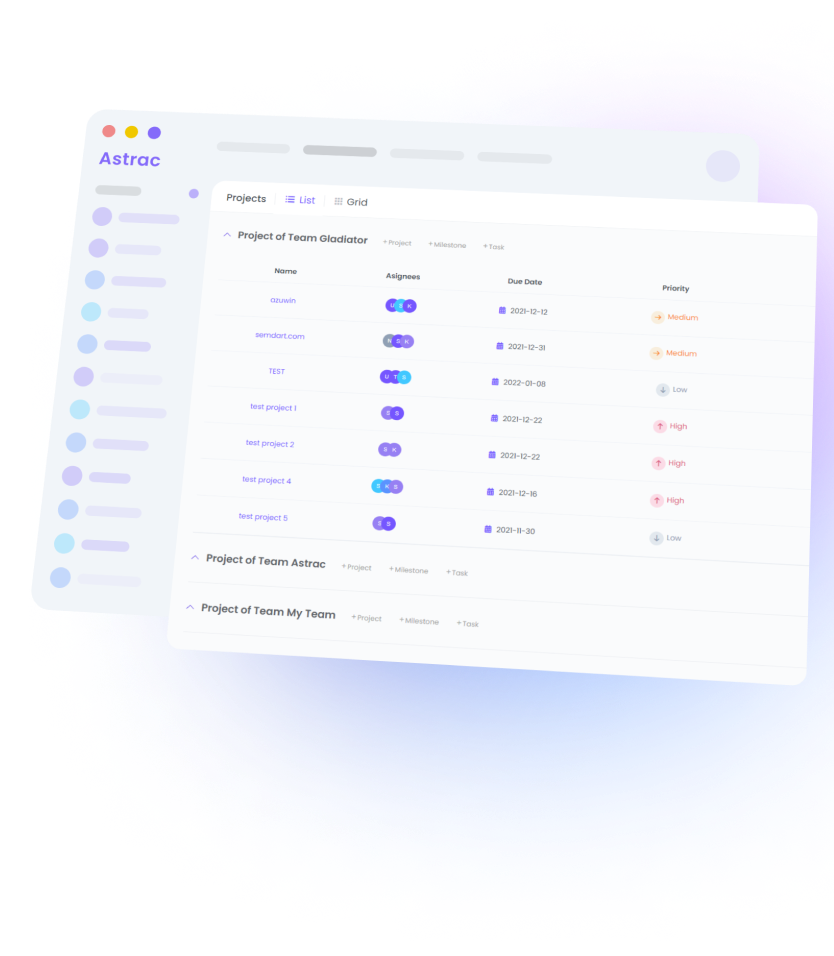 Astrac
Projects List Grid
Project of Team Gladiator +Project +Milestone +Task
Name Asignees Due Date Priority
azuwin U S K 2021-12-12 Medium
semdart.com K S K 2021-12-31 Medium
TEST U T S 2022-01-08 Low
test project 1 S S 2021-12-22 High
test project 2 S K 2021-12-22 High
test project 4 S K S 2021-12-16 High
test project 5 S S 2021-11-30 Low
Project of Team Astrac +Project +Milestone +Task
Project of Team My Team +Project +Milestone +Task